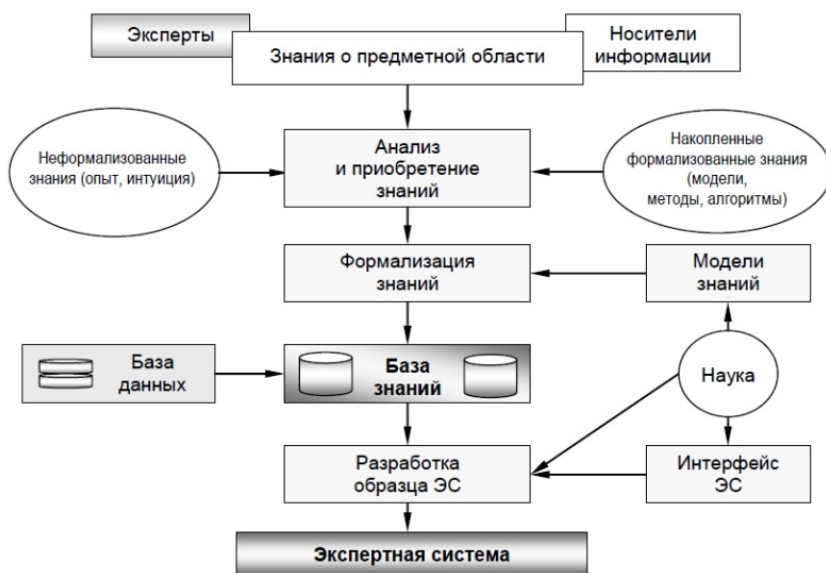 Эксперты
Знания о предметной области
Носители
информации
Неформализованные
знания (опыт, интуиция)
Анализ
и приобретение
знаний
Накопленные
формализованные знания
(модели,
методы, алгоритмы)
Формализация
знаний
Модели
знаний
База
данных
База
знаний
Наука
Разработка
образца ЭС
Интерфейс
ЭС
Экспертная система